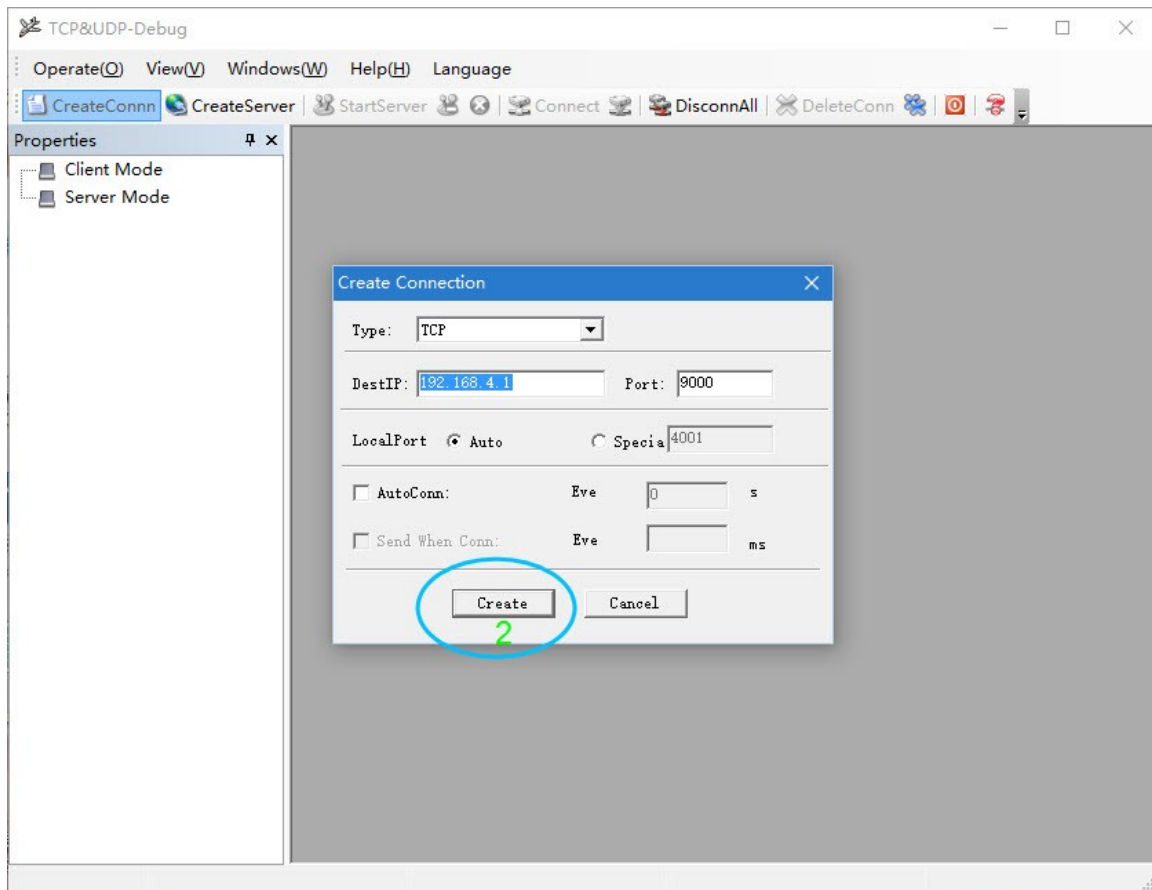 TCP&UDP-Debug
Operate(O) View(V) Windows(W) Help(H) Language
CreateConnn CreateServer StartServer Connect DisconnAll DeleteConn
Properties
Client Mode
Server Mode
Create Connection
Type: TCP
DestIP: 192.168.4.1 Port: 9000
LocalPort Auto Specia 4001
AutoConn: Eve 0 s
Send When Conn: Eve ms
Create Cancel
2